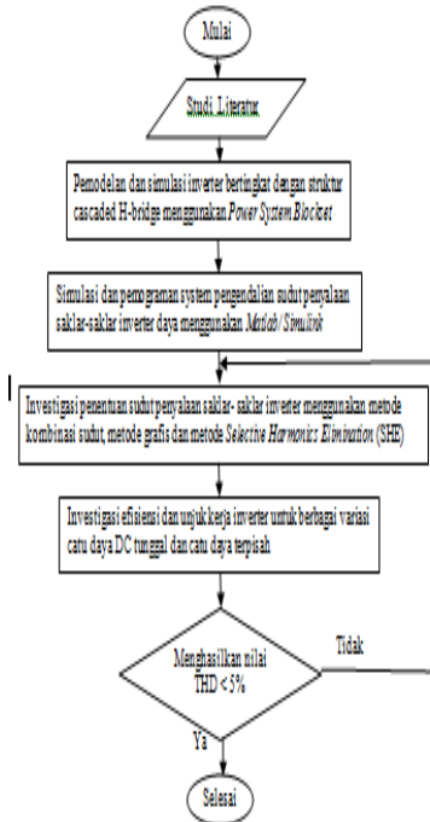 Mulai
Studi Literatur
Pemodelan dan simulasi inverter bertingkat dengan struktur
cascaded H-bridge menggunakan Power System Blockset
Simulasi dan pemograman system pengendalian sudut penyalaan
saklar-saklar inverter daya menggunakan Matlab/ Simulink
Investigasi penentuan sudut penyalaan saklar- saklar inverter menggunakan metode
kombinasi sudut, metode grafis dan metode Selective Harmonics Elimination (SHE)
Investigasi efisiensi dan unjuk kerja inverter untuk berbagai variasi
catu daya DC tunggal dan catu daya terpisah
Menghasilkan nilai
THD < 5%
Tidak
Ya
Selesai